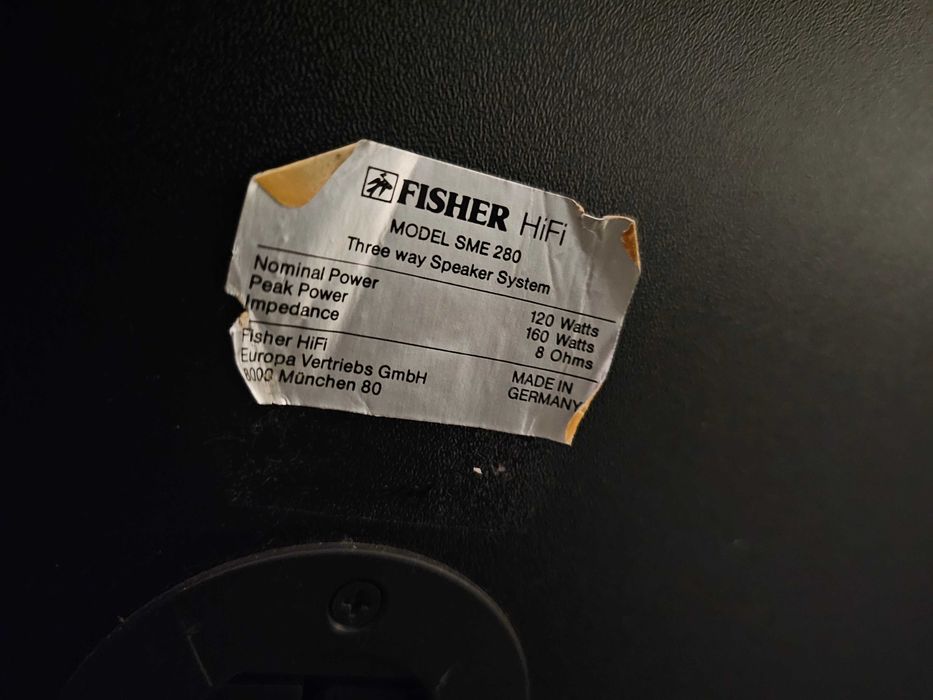 FISHER HiFi
MODEL SME 280
Three way Speaker System
Nominal Power 120 Watts
Peak Power 160 Watts
Impedance 8 Ohms
Fisher HiFi
Europa Vertriebs GmbH
8000 München 80
MADE IN
GERMANY